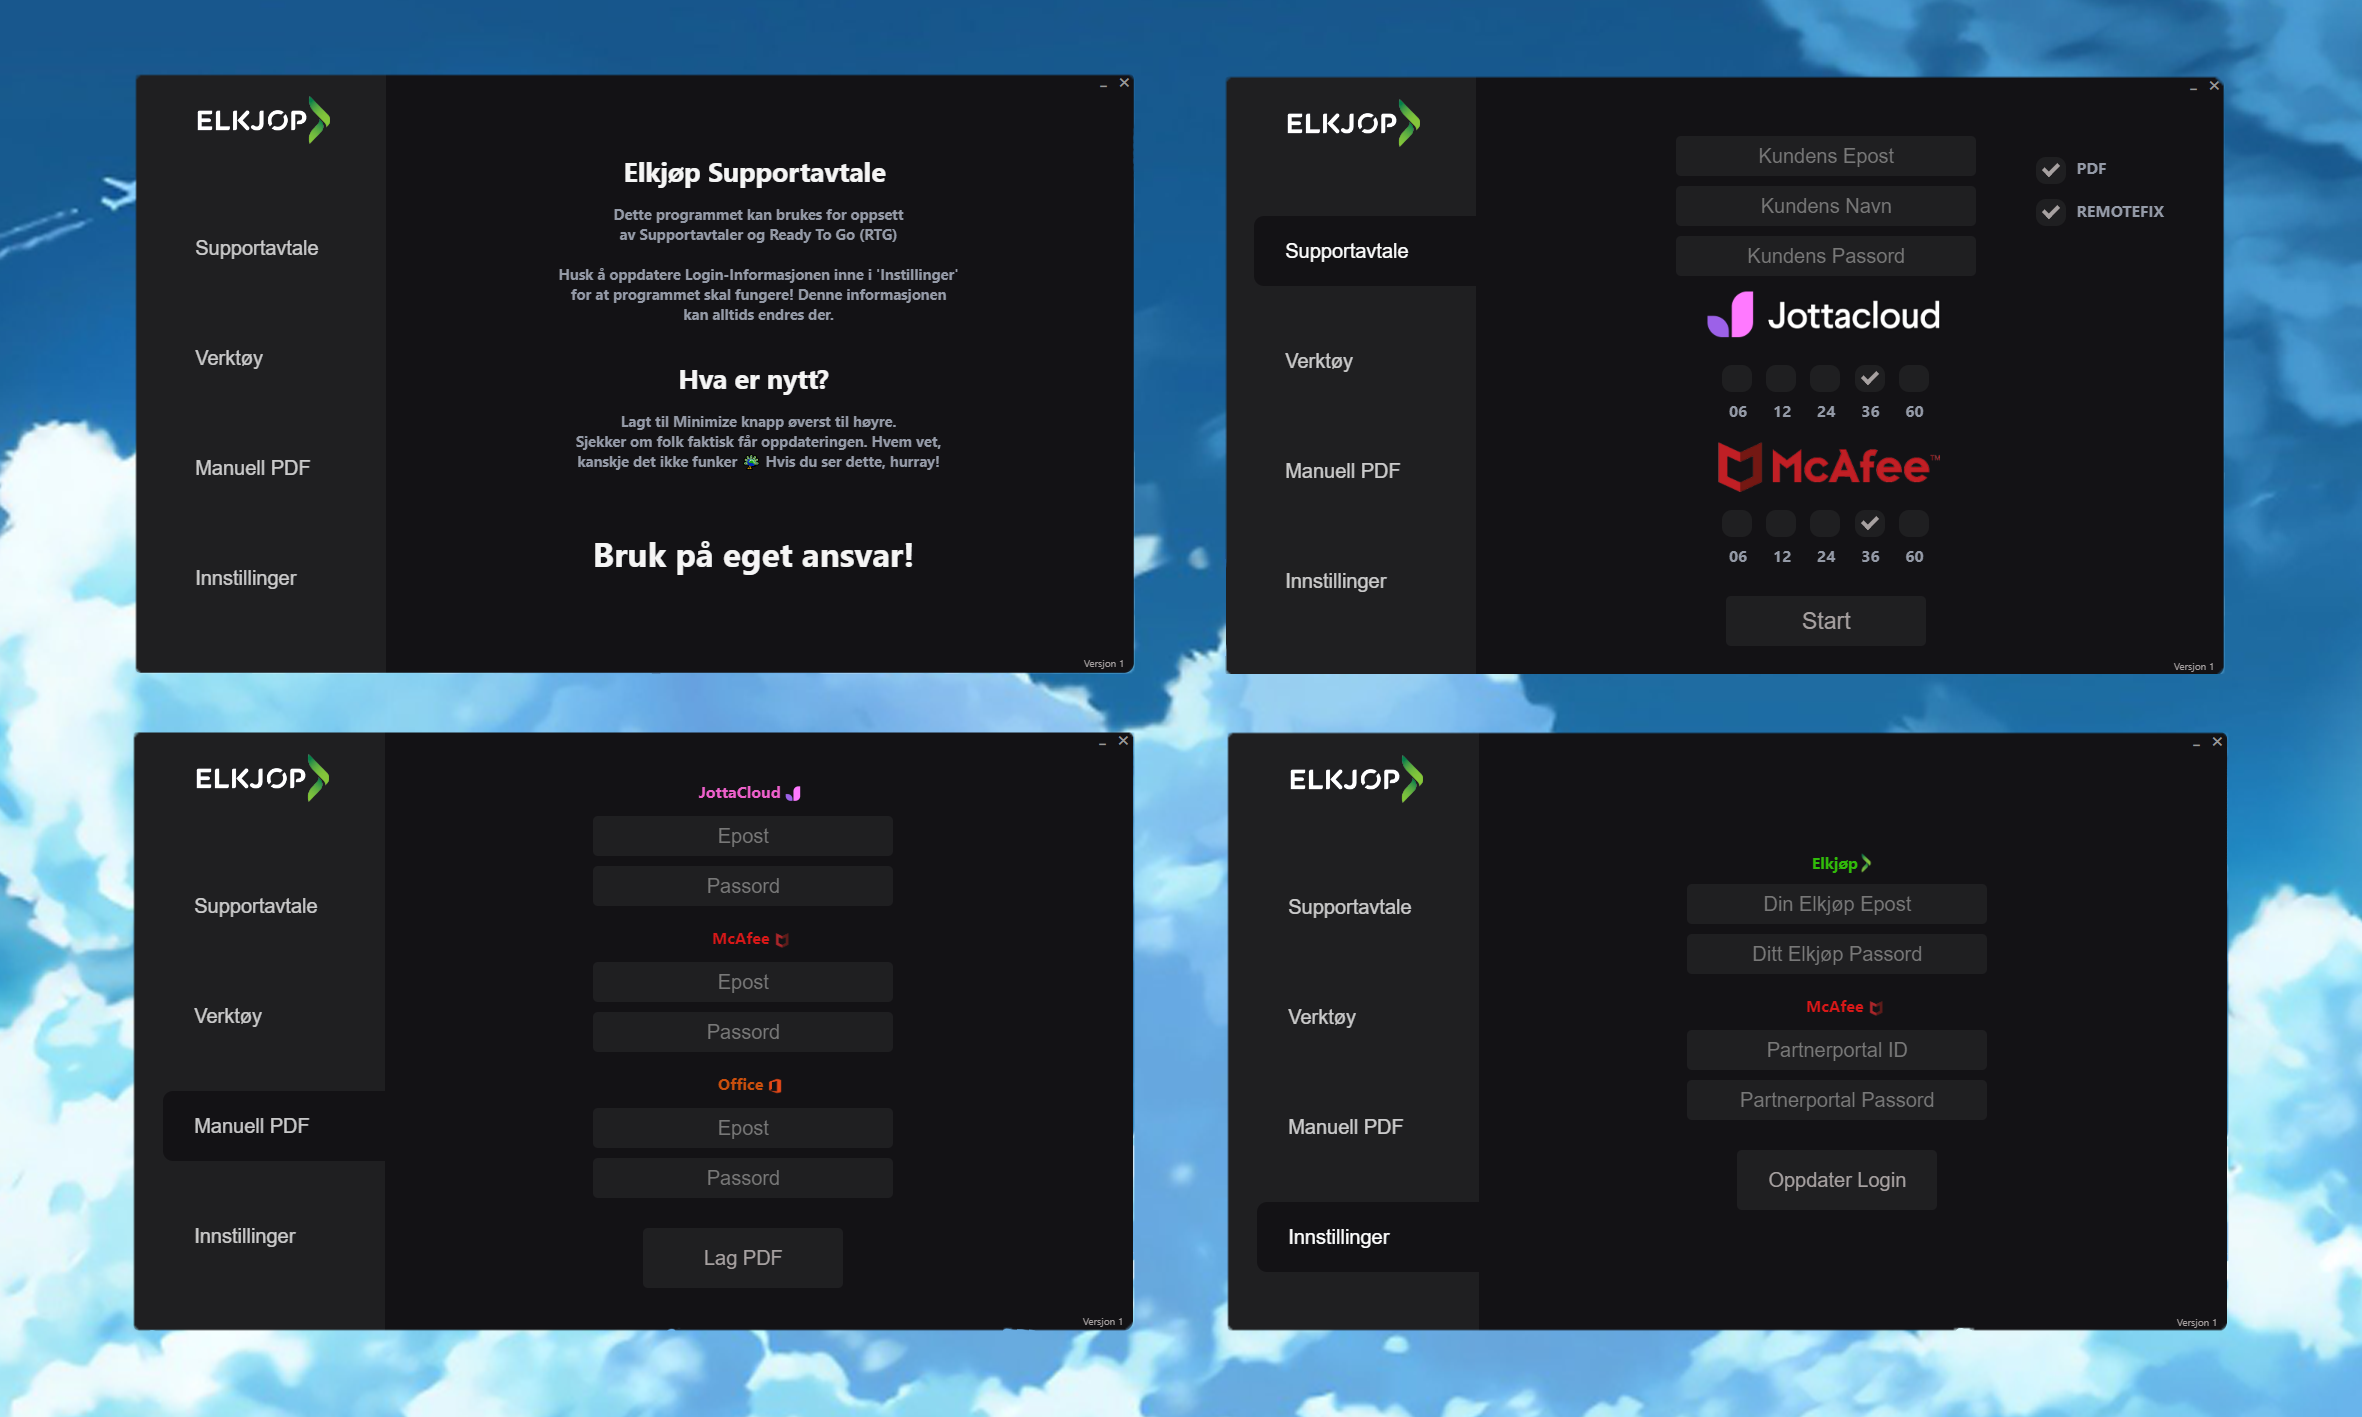 ELKJØP
Supportavtale
Verktøy
Manuell PDF
Innstillinger
Elkjøp Supportavtale
Dette programmet kan brukes for oppsett
av Supportavtaler og Ready To Go (RTG)
Husk å oppdatere Login-Informasjonen inne i 'Instillinger'
for at programmet skal fungere! Denne informasjonen
kan alltids endres der.
Hva er nytt?
Lagt til Minimize knapp øverst til høyre.
Sjekker om folk faktisk får oppdateringen. Hvem vet,
kanskje det ikke funker 🦚 Hvis du ser dette, hurray!
Bruk på eget ansvar!
Versjon 1
ELKJØP
Supportavtale
Verktøy
Manuell PDF
Innstillinger
Kundens Epost
Kundens Navn
Kundens Passord
PDF
REMOTEFIX
Jottacloud
06 12 24 36 60
McAfee™
06 12 24 36 60
Start
Versjon 1
ELKJØP
Supportavtale
Verktøy
Manuell PDF
Innstillinger
JottaCloud
Epost
Passord
McAfee
Epost
Passord
Office
Epost
Passord
Lag PDF
Versjon 1
ELKJØP
Supportavtale
Verktøy
Manuell PDF
Innstillinger
Elkjøp
Din Elkjøp Epost
Ditt Elkjøp Passord
McAfee
Partnerportal ID
Partnerportal Passord
Oppdater Login
Versjon 1